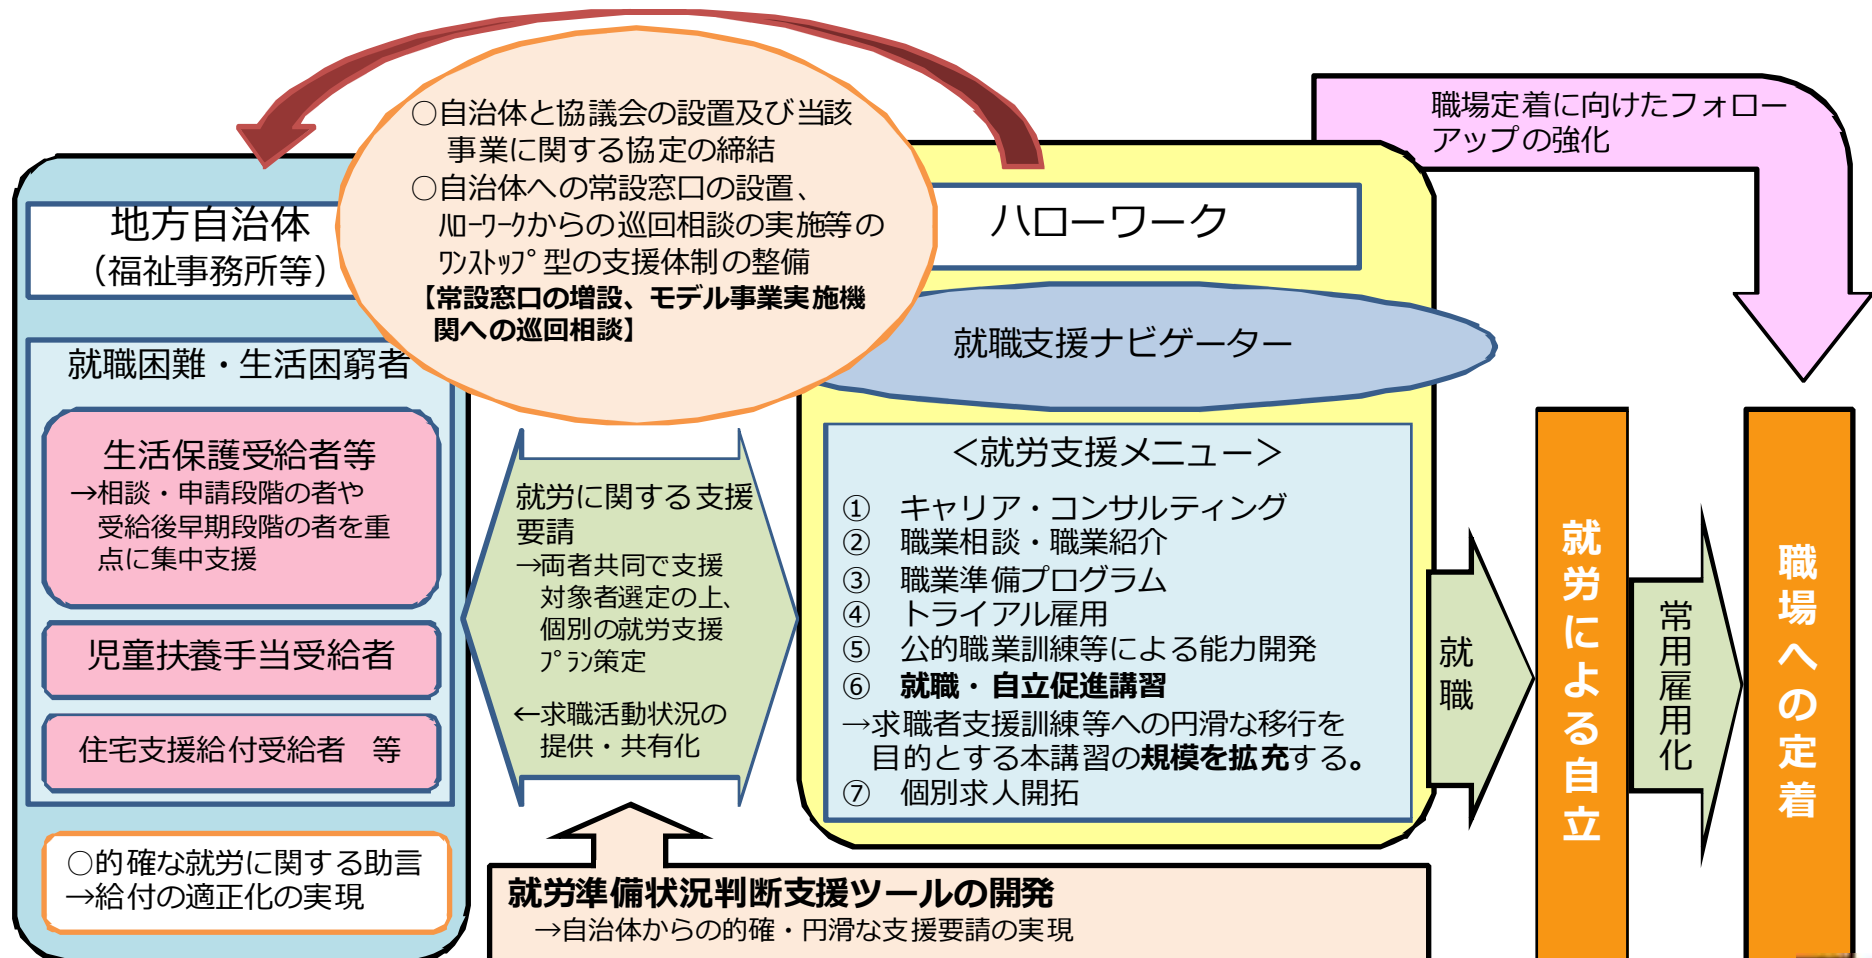 ○自治体と協議会の設置及び当該
事業に関する協定の締結
○自治体への常設窓口の設置、
ﾊﾛｰﾜｰｸからの巡回相談の実施等の
ﾜﾝｽﾄｯﾌﾟ型の支援体制の整備
【常設窓口の増設、モデル事業実施機
関への巡回相談】
職場定着に向けたフォロー
アップの強化
地方自治体
（福祉事務所等）
就職困難・生活困窮者
生活保護受給者等
→相談・申請段階の者や
受給後早期段階の者を重
点に集中支援
児童扶養手当受給者
住宅支援給付受給者　等
○的確な就労に関する助言
→給付の適正化の実現
就労に関する支援
要請
→両者共同で支援
対象者選定の上、
個別の就労支援
ﾌﾟﾗﾝ策定
←求職活動状況の
提供・共有化
ハローワーク
就職支援ナビゲーター
＜就労支援メニュー＞
①　キャリア・コンサルティング
②　職業相談・職業紹介
③　職業準備プログラム
④　トライアル雇用
⑤　公的職業訓練等による能力開発
⑥　就職・自立促進講習
→求職者支援訓練等への円滑な移行を
目的とする本講習の規模を拡充する。
⑦　個別求人開拓
就労準備状況判断支援ツールの開発
→自治体からの的確・円滑な支援要請の実現
就職
就労による自立
常用雇用化
職場への定着